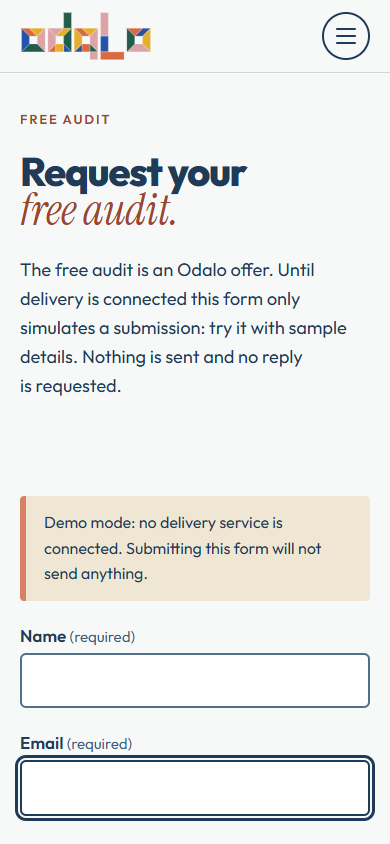 odalo
FREE AUDIT
Request your
free audit.
The free audit is an Odalo offer. Until
delivery is connected this form only
simulates a submission: try it with sample
details. Nothing is sent and no reply
is requested.
Demo mode: no delivery service is
connected. Submitting this form will not
send anything.
Name (required)
Email (required)